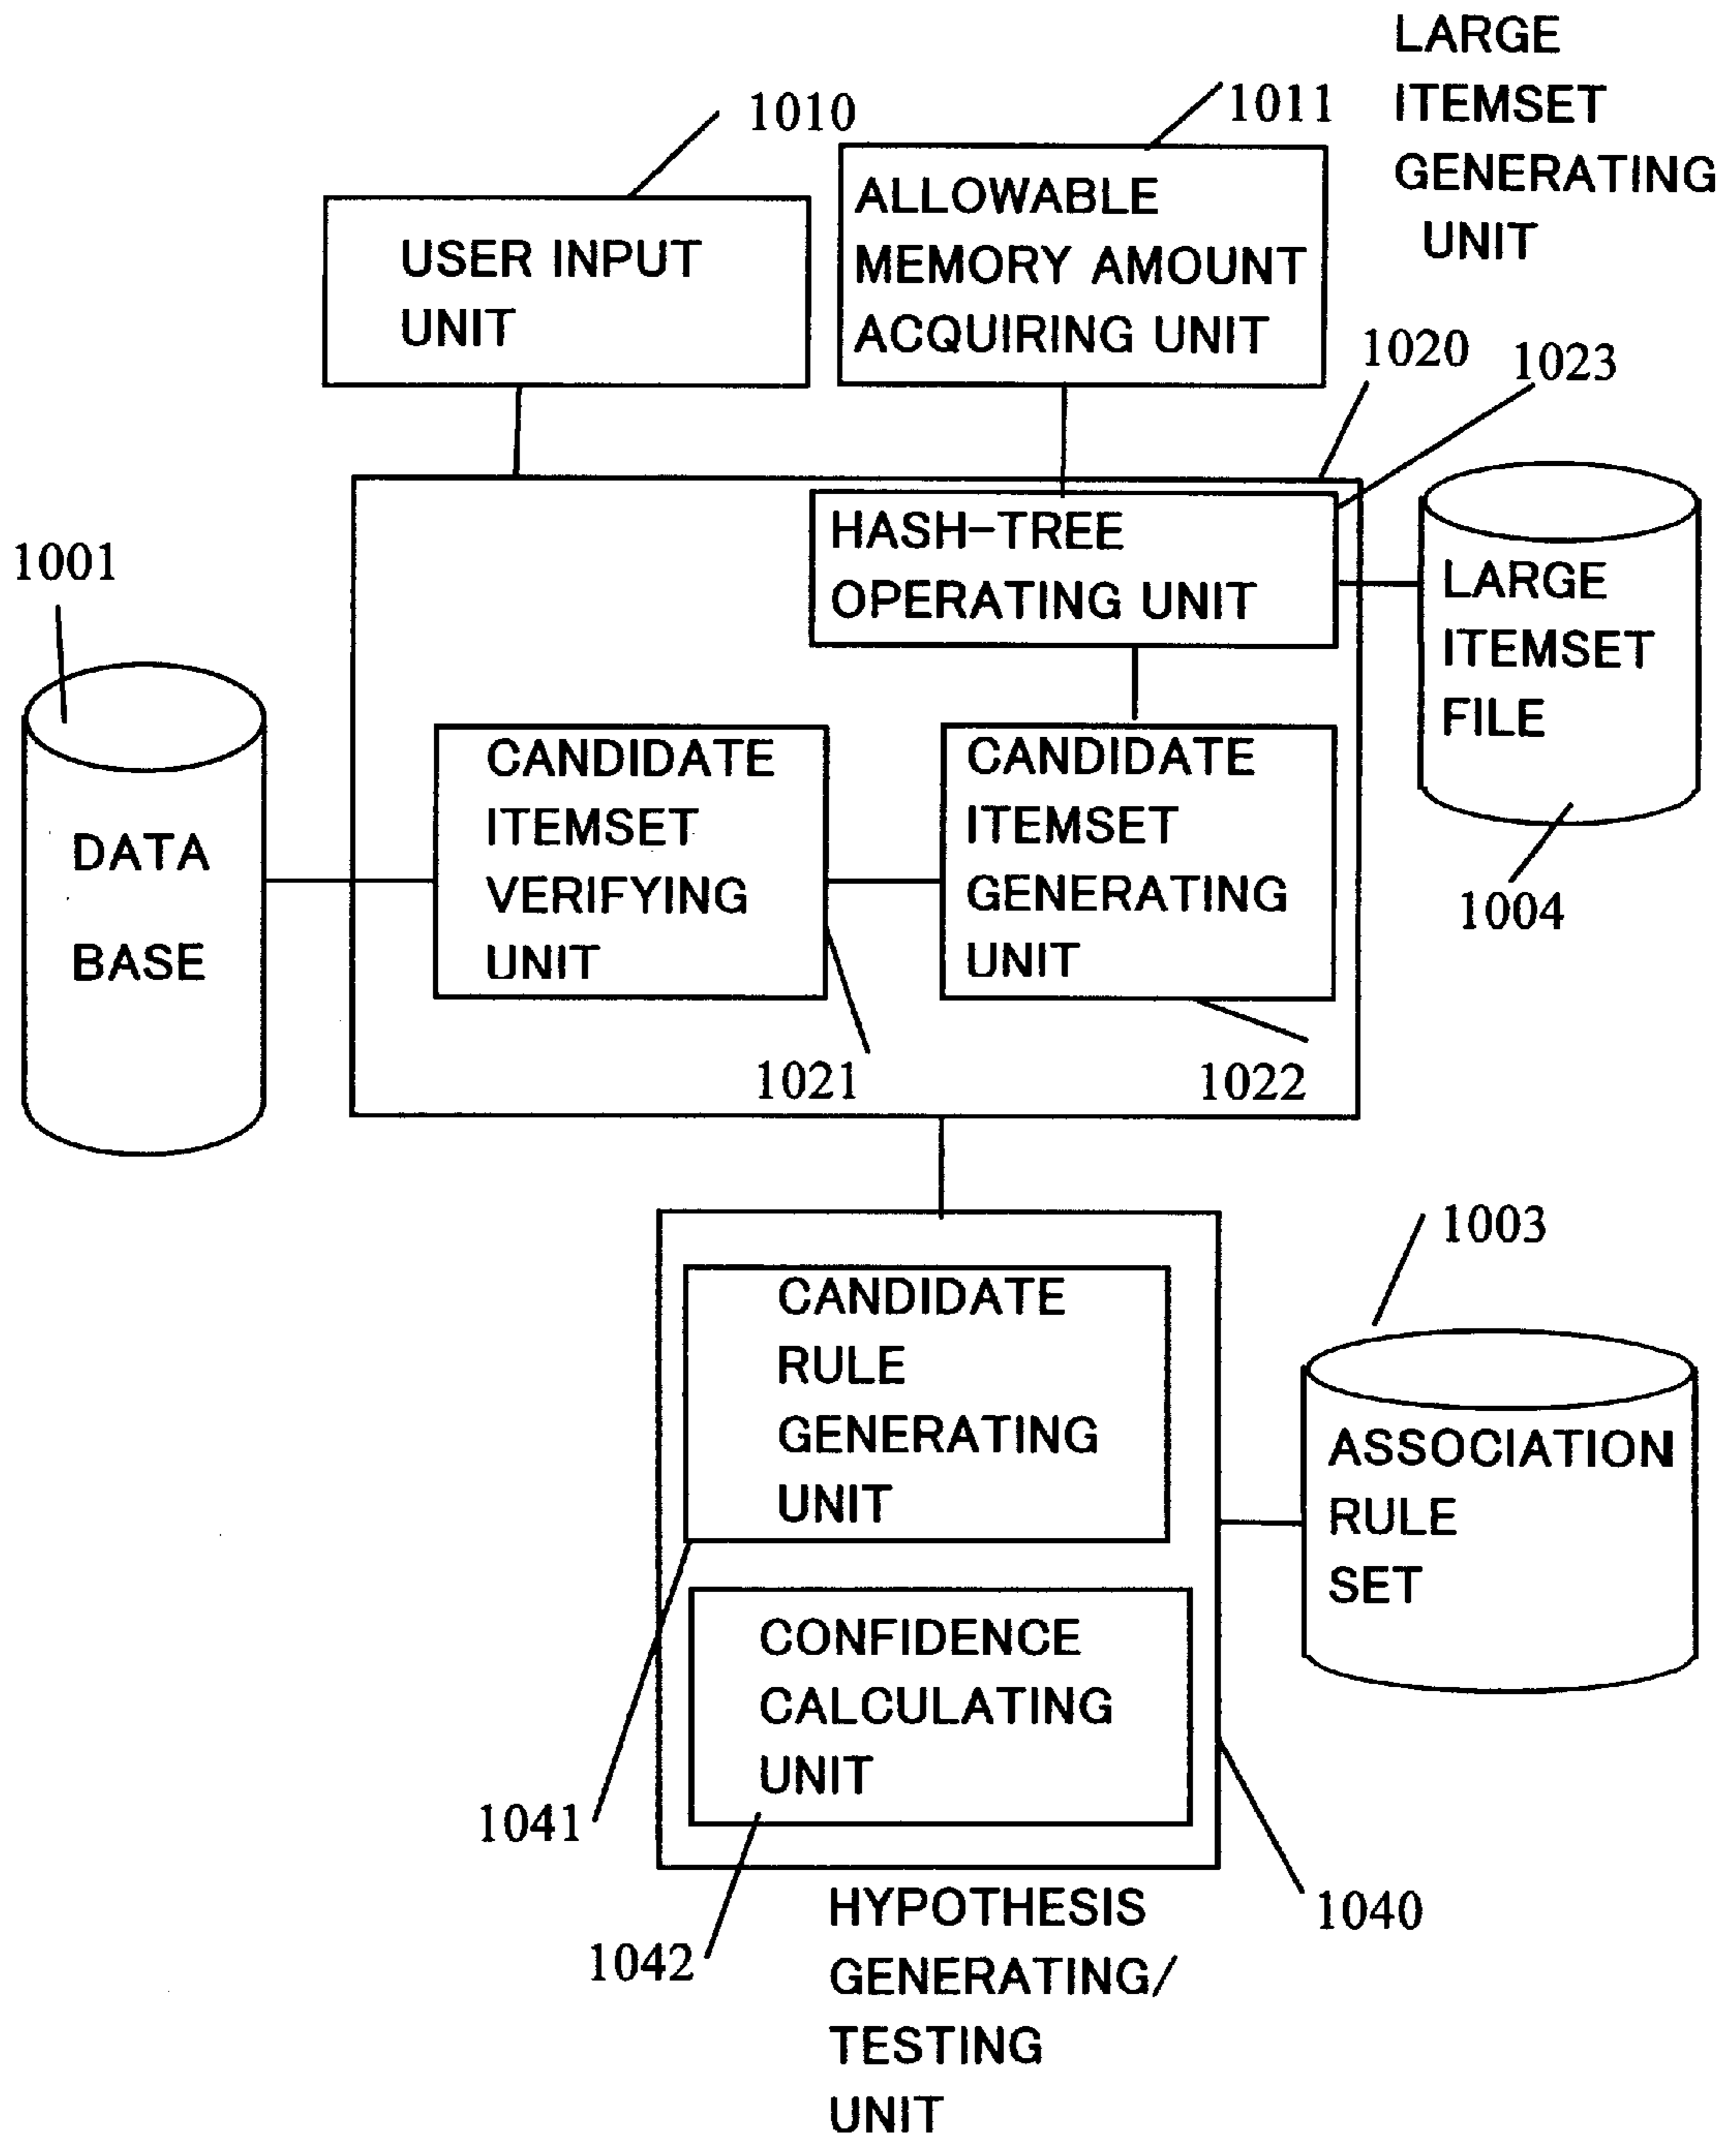 LARGE
ITEMSET
GENERATING
UNIT
1010
1011
USER INPUT
UNIT
ALLOWABLE
MEMORY AMOUNT
ACQUIRING UNIT
1020
1023
1001
HASH-TREE
OPERATING UNIT
LARGE
ITEMSET
FILE
1004
DATA
BASE
CANDIDATE
ITEMSET
VERIFYING
UNIT
CANDIDATE
ITEMSET
GENERATING
UNIT
1021
1022
1003
CANDIDATE
RULE
GENERATING
UNIT
ASSOCIATION
RULE
SET
CONFIDENCE
CALCULATING
UNIT
1041
1042
1040
HYPOTHESIS
GENERATING/
TESTING
UNIT